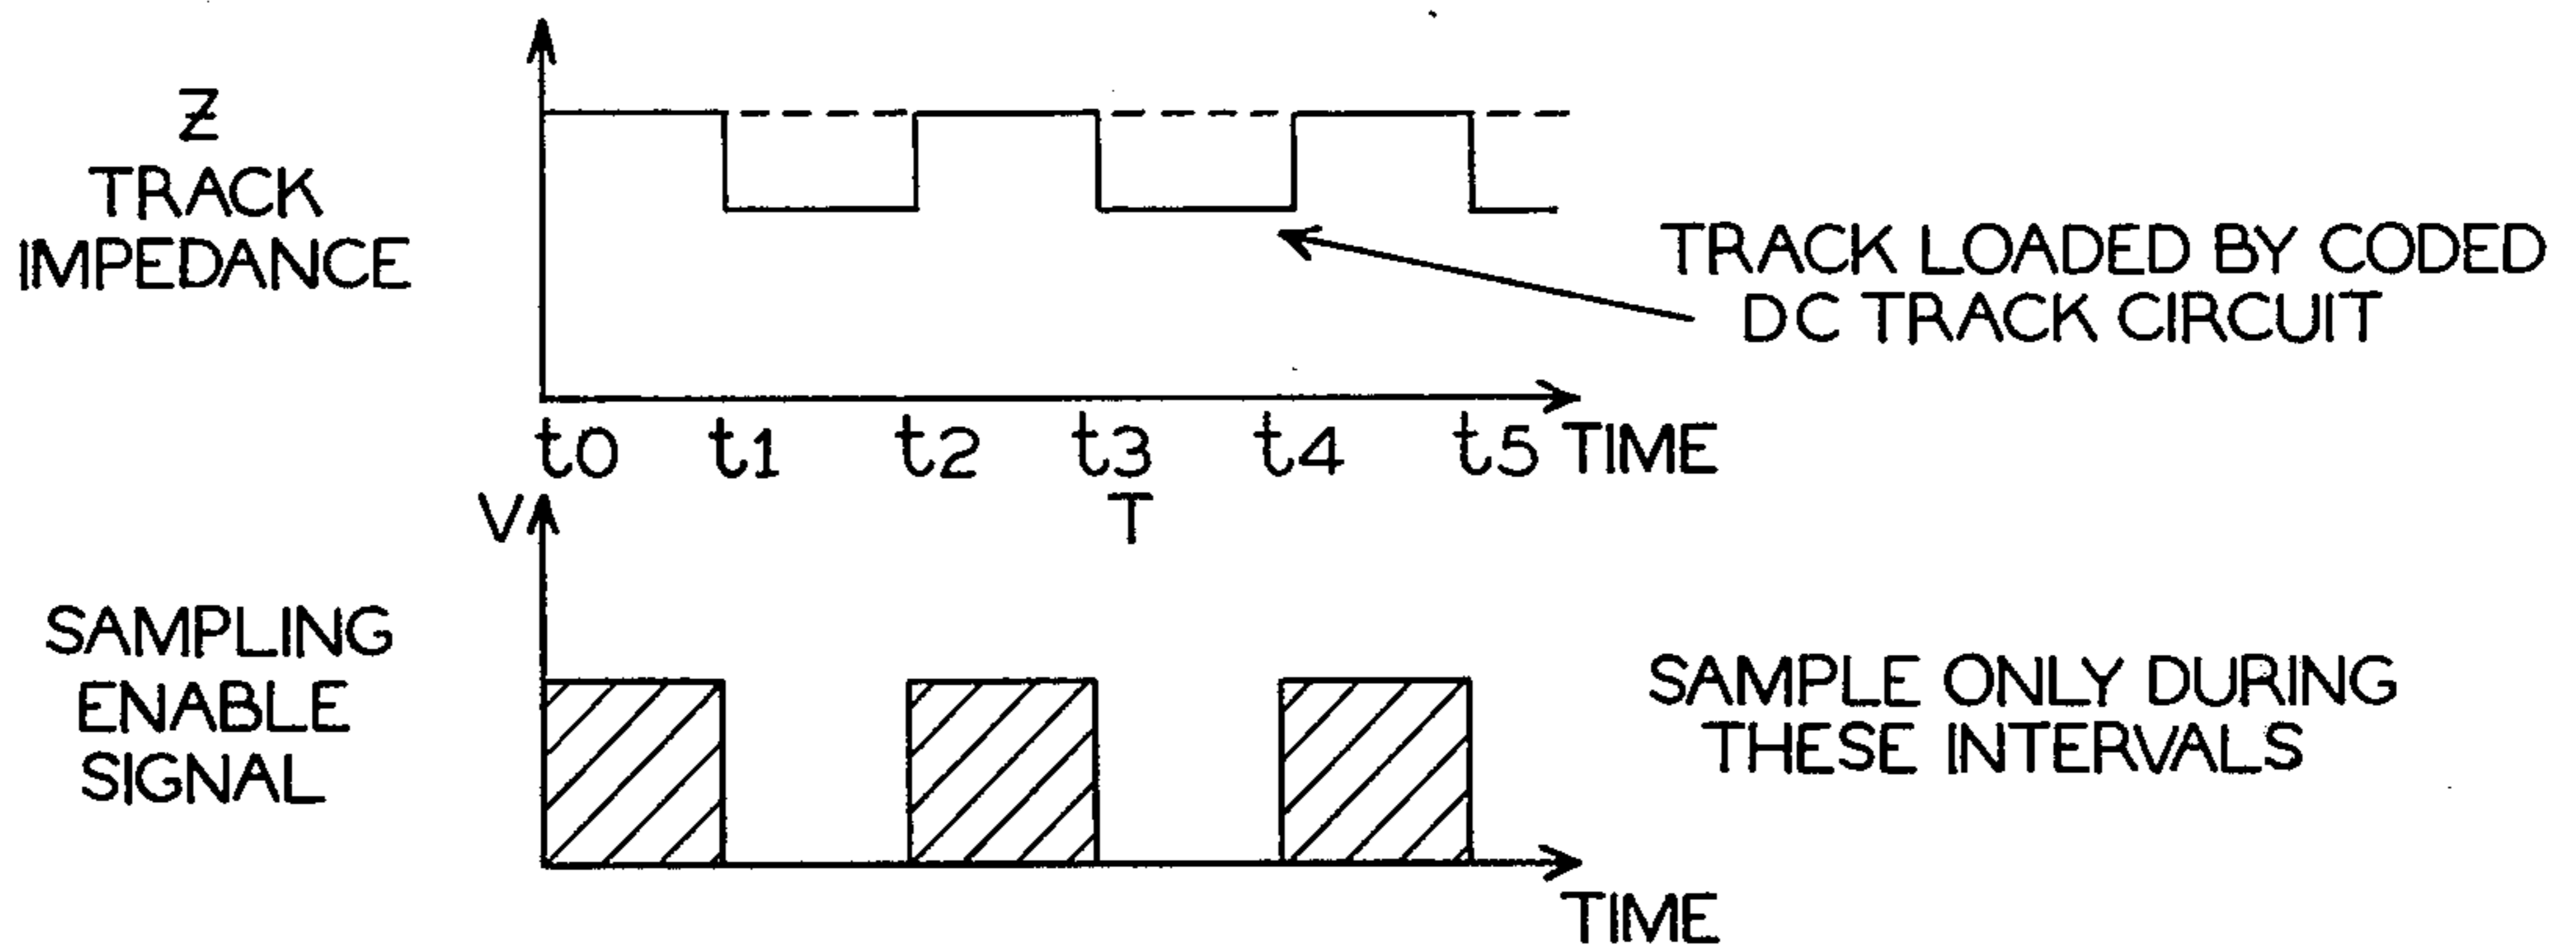 Z
TRACK
IMPEDANCE
TRACK LOADED BY CODED
DC TRACK CIRCUIT
t0 t1 t2 t3 t4 t5 TIME
V
T
SAMPLING
ENABLE
SIGNAL
SAMPLE ONLY DURING
THESE INTERVALS
TIME